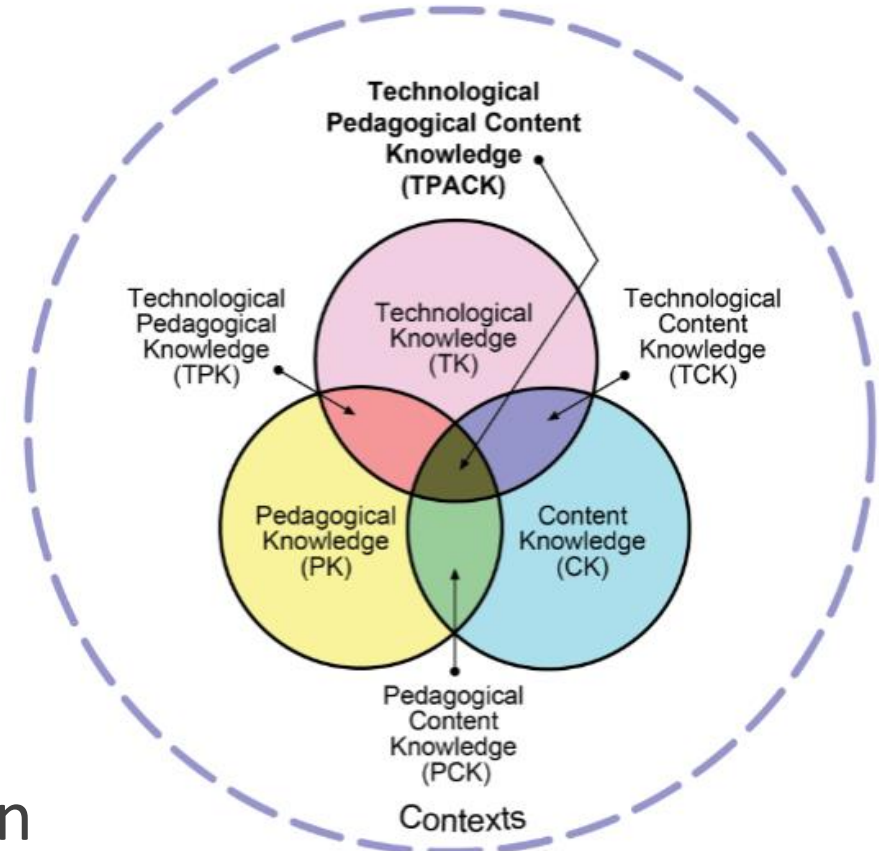 Technological
Pedagogical Content
Knowledge
(TPACK)
Technological
Pedagogical
Knowledge
(TPK)
Technological
Knowledge
(TK)
Technological
Content
Knowledge
(TCK)
Pedagogical
Knowledge
(PK)
Content
Knowledge
(CK)
Pedagogical
Content
Knowledge
(PCK)
Contexts
n